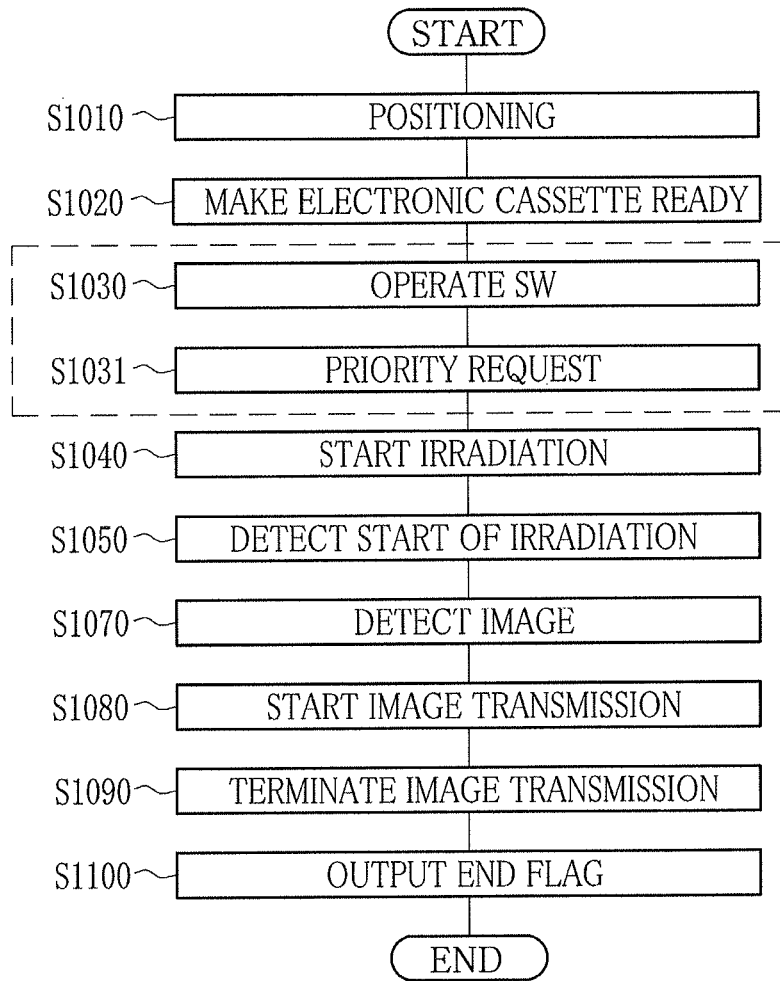 START
S1010 POSITIONING
S1020 MAKE ELECTRONIC CASSETTE READY
S1030 OPERATE SW
S1031 PRIORITY REQUEST
S1040 START IRRADIATION
S1050 DETECT START OF IRRADIATION
S1070 DETECT IMAGE
S1080 START IMAGE TRANSMISSION
S1090 TERMINATE IMAGE TRANSMISSION
S1100 OUTPUT END FLAG
END